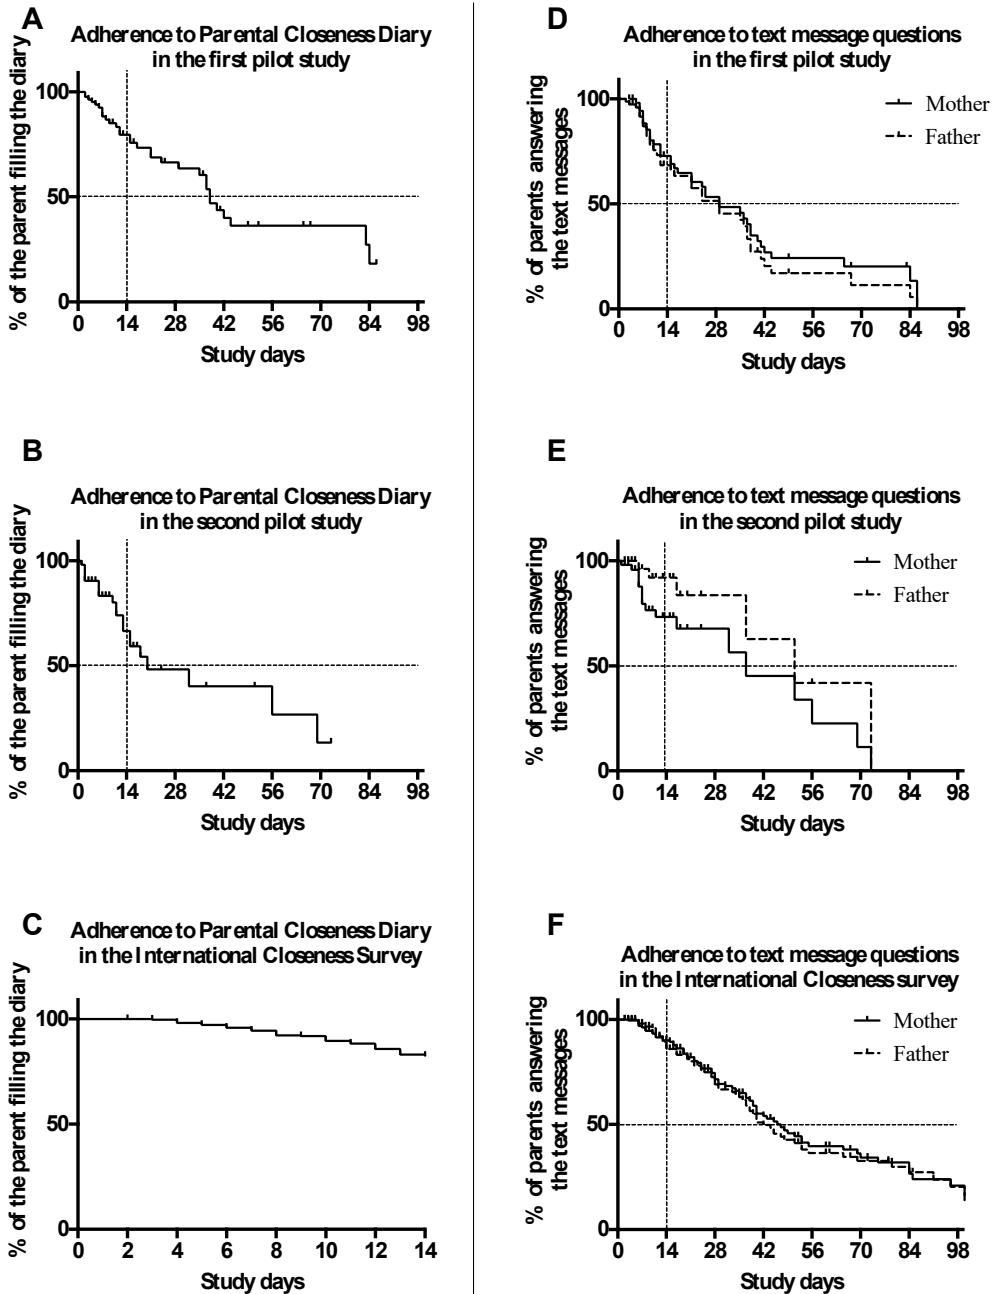 A
Adherence to Parental Closeness Diary
in the first pilot study
% of the parent filling the diary
100
50
0
0 14 28 42 56 70 84 98
Study days
B
Adherence to Parental Closeness Diary
in the second pilot study
% of the parent filling the diary
100
50
0
0 14 28 42 56 70 84 98
Study days
C
Adherence to Parental Closeness Diary
in the International Closeness Survey
% of the parent filling the diary
100
50
0
0 2 4 6 8 10 12 14
Study days
D
Adherence to text message questions
in the first pilot study
% of parents answering
the text messages
100
50
0
Mother
Father
0 14 28 42 56 70 84 98
Study days
E
Adherence to text message questions
in the second pilot study
% of parents answering
the text messages
100
50
0
Mother
Father
0 14 28 42 56 70 84 98
Study days
F
Adherence to text message questions
in the International Closeness survey
% of parents answering
the text messages
100
50
0
Mother
Father
0 14 28 42 56 70 84 98
Study days